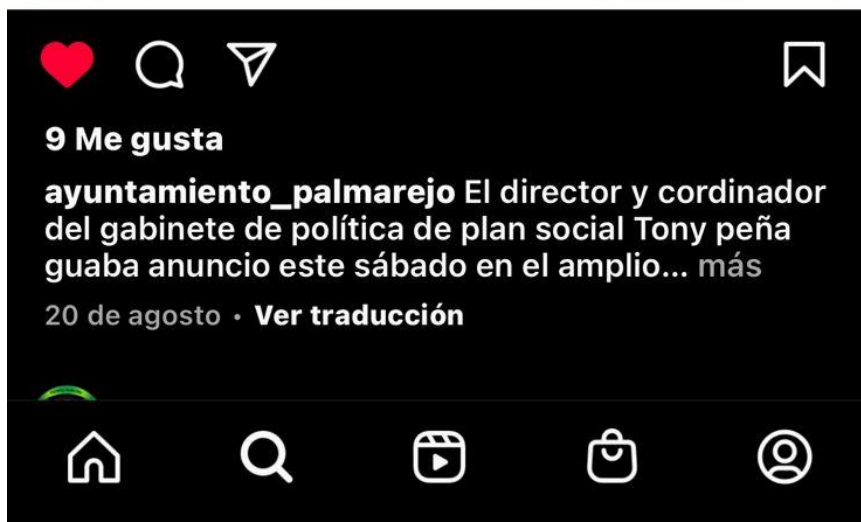 9 Me gusta
ayuntamiento_palmarejo El director y cordinador
del gabinete de política de plan social Tony peña
guaba anuncio este sábado en el amplio... más
20 de agosto • Ver traducción